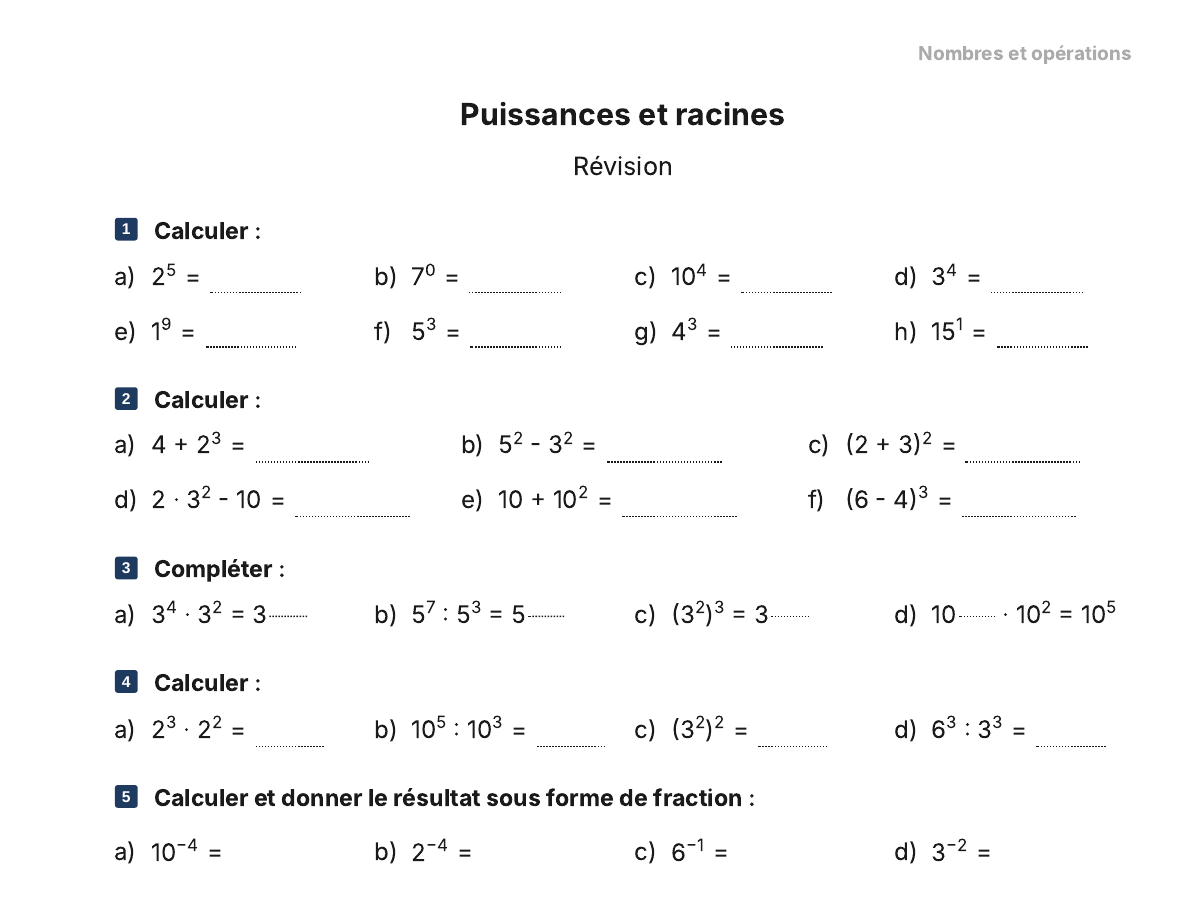 Nombres et opérations
Puissances et racines
Révision
1 Calculer :
a) 2⁵ = ........ b) 7⁰ = ........ c) 10⁴ = ........ d) 3⁴ = ........
e) 1⁹ = ........ f) 5³ = ........ g) 4³ = ........ h) 15¹ = ........
2 Calculer :
a) 4 + 2³ = ........ b) 5² - 3² = ........ c) (2 + 3)² = ........
d) 2 · 3² - 10 = ........ e) 10 + 10² = ........ f) (6 - 4)³ = ........
3 Compléter :
a) 3⁴ · 3² = 3........ b) 5⁷ : 5³ = 5........ c) (3²)³ = 3........ d) 10........ · 10² = 10⁵
4 Calculer :
a) 2³ · 2² = ........ b) 10⁵ : 10³ = ........ c) (3²)² = ........ d) 6³ : 3³ = ........
5 Calculer et donner le résultat sous forme de fraction :
a) 10⁻⁴ = b) 2⁻⁴ = c) 6⁻¹ = d) 3⁻² =